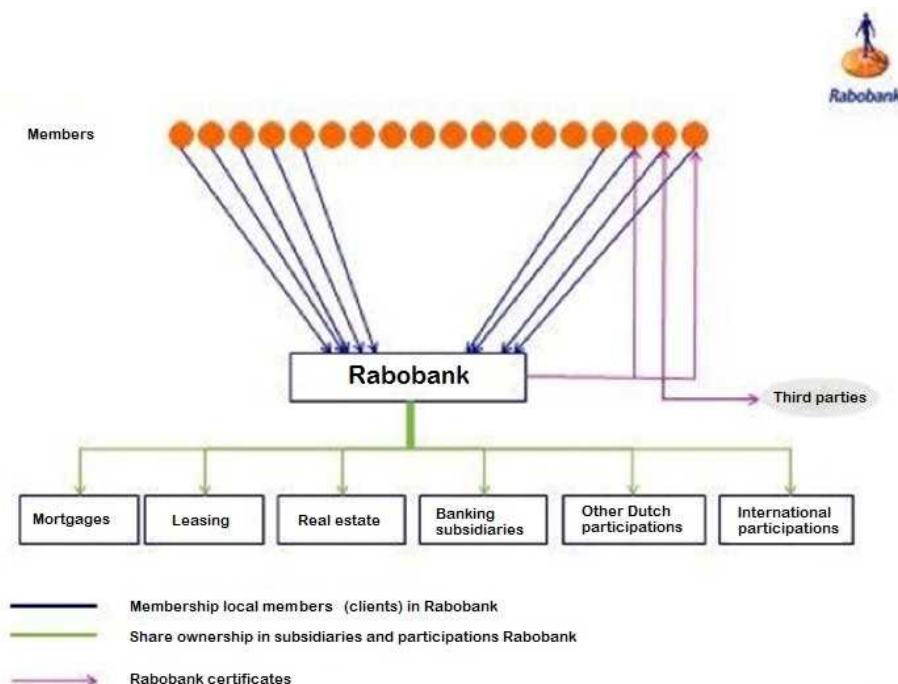 Rabobank
Members
Rabobank
Third parties
Mortgages
Leasing
Real estate
Banking
subsidiaries
Other Dutch
participations
International
participations
Membership local members (clients) in Rabobank
Share ownership in subsidiaries and participations Rabobank
Rabobank certificates